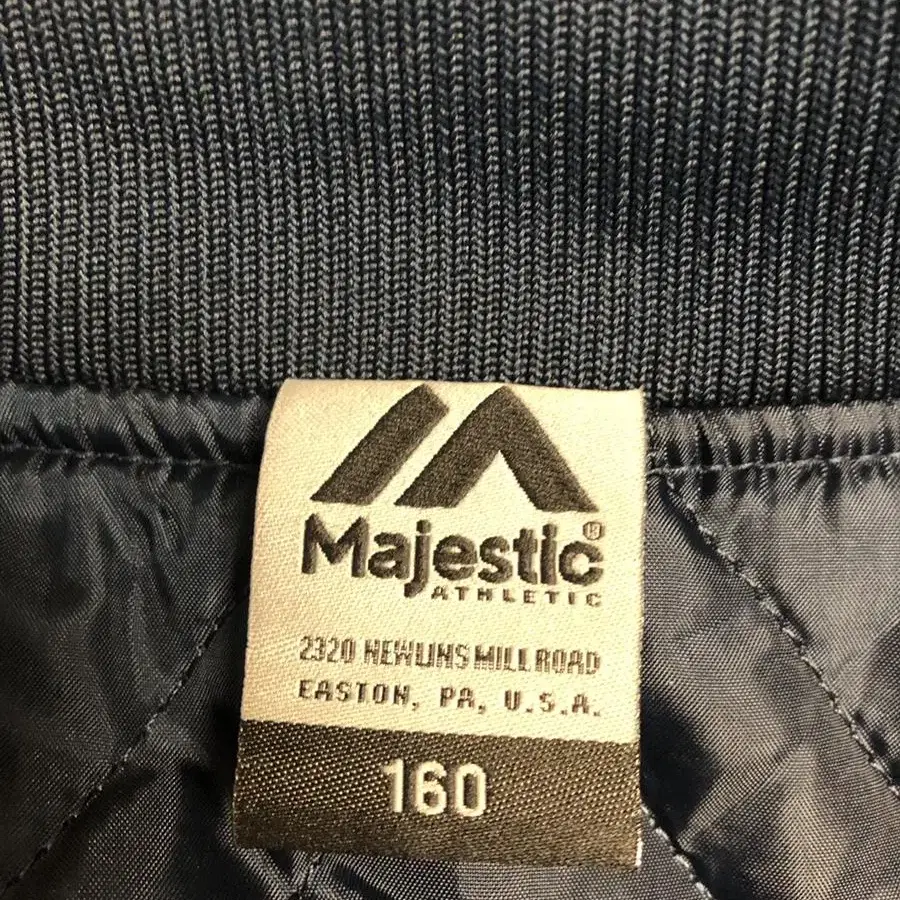 Majestic®
ATHLETIC
2320 NEWLINS MILL ROAD
EASTON, PA, U.S.A.
160